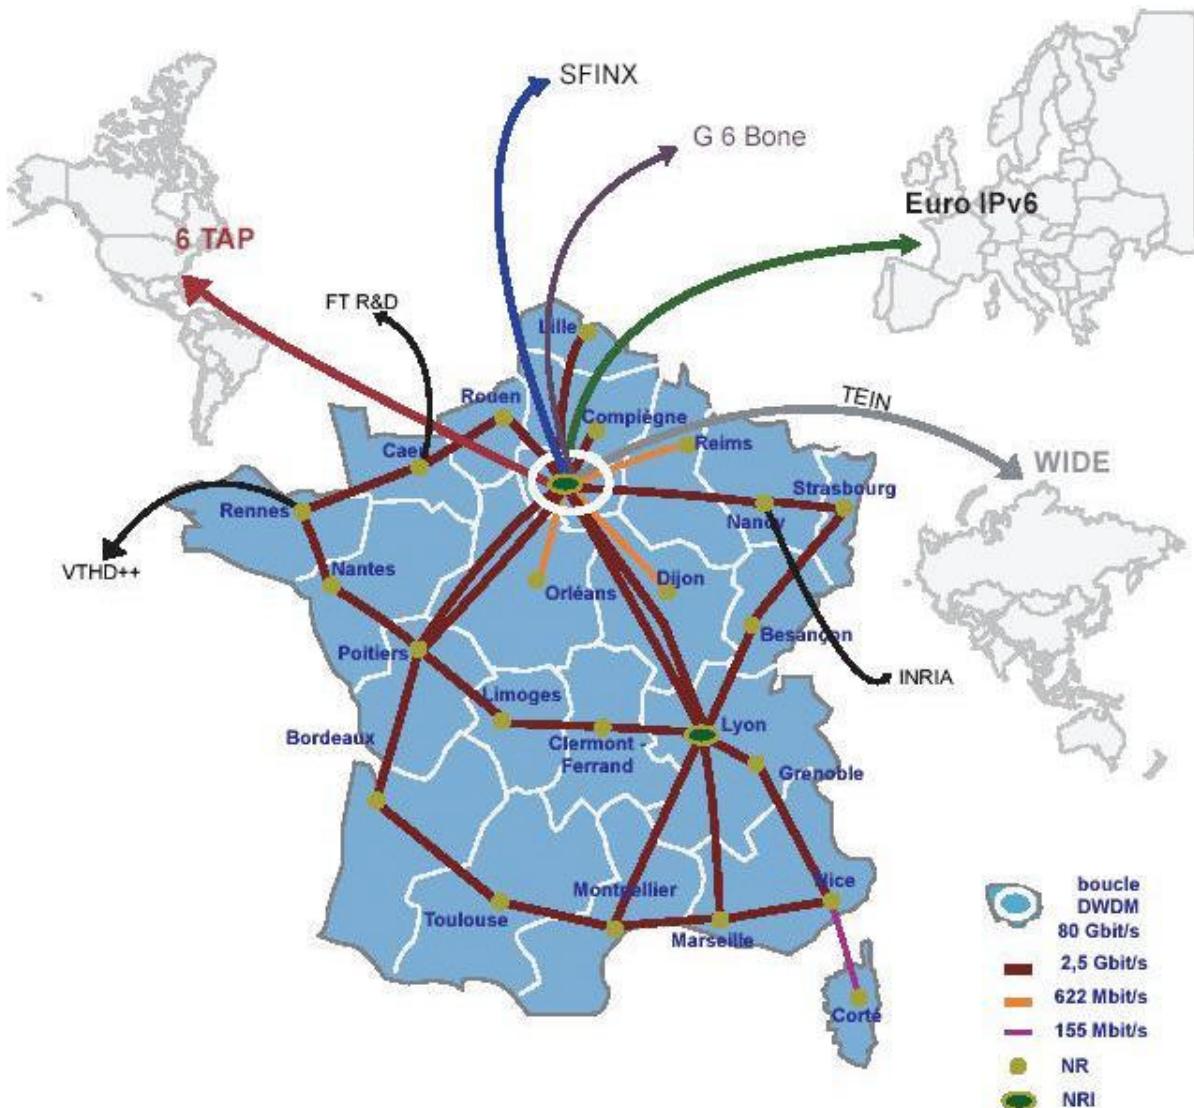 SFINX
G 6 Bone
Euro IPv6
6 TAP
FT R&D
Lille
Rouen
Compiègne
TEIN
Caen
Reims
WIDE
Strasbourg
Rennes
Nancy
VTHD++
Nantes
Orléans
Dijon
Besançon
Poitiers
INRIA
Limoges
Bordeaux
Lyon
Clermont -
Ferrand
Grenoble
Montpellier
Nice
Toulouse
Marseille
Corté
boucle
DWDM
80 Gbit/s
2,5 Gbit/s
622 Mbit/s
155 Mbit/s
NR
NRI